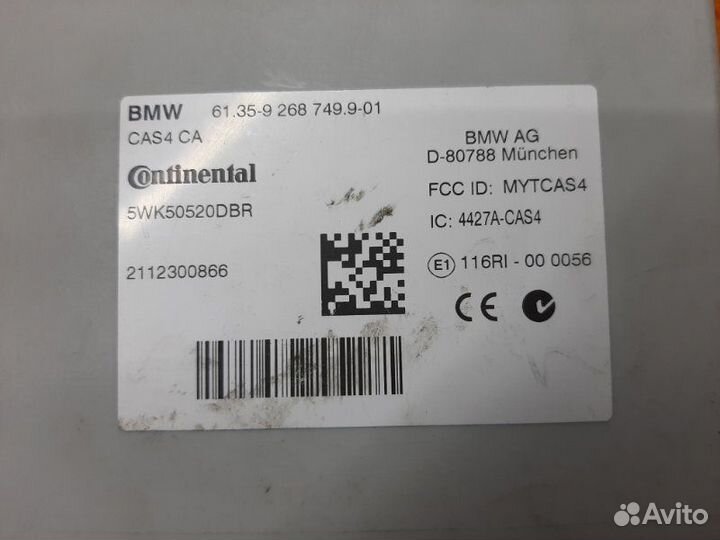 BMW 61.35-9 268 749.9-01
CAS4 CA
BMW AG
D-80788 München
Continental
FCC ID: MYTCAS4
5WK50520DBR
IC: 4427A-CAS4
2112300866
E1 116RI - 00 0056
CE
Avito